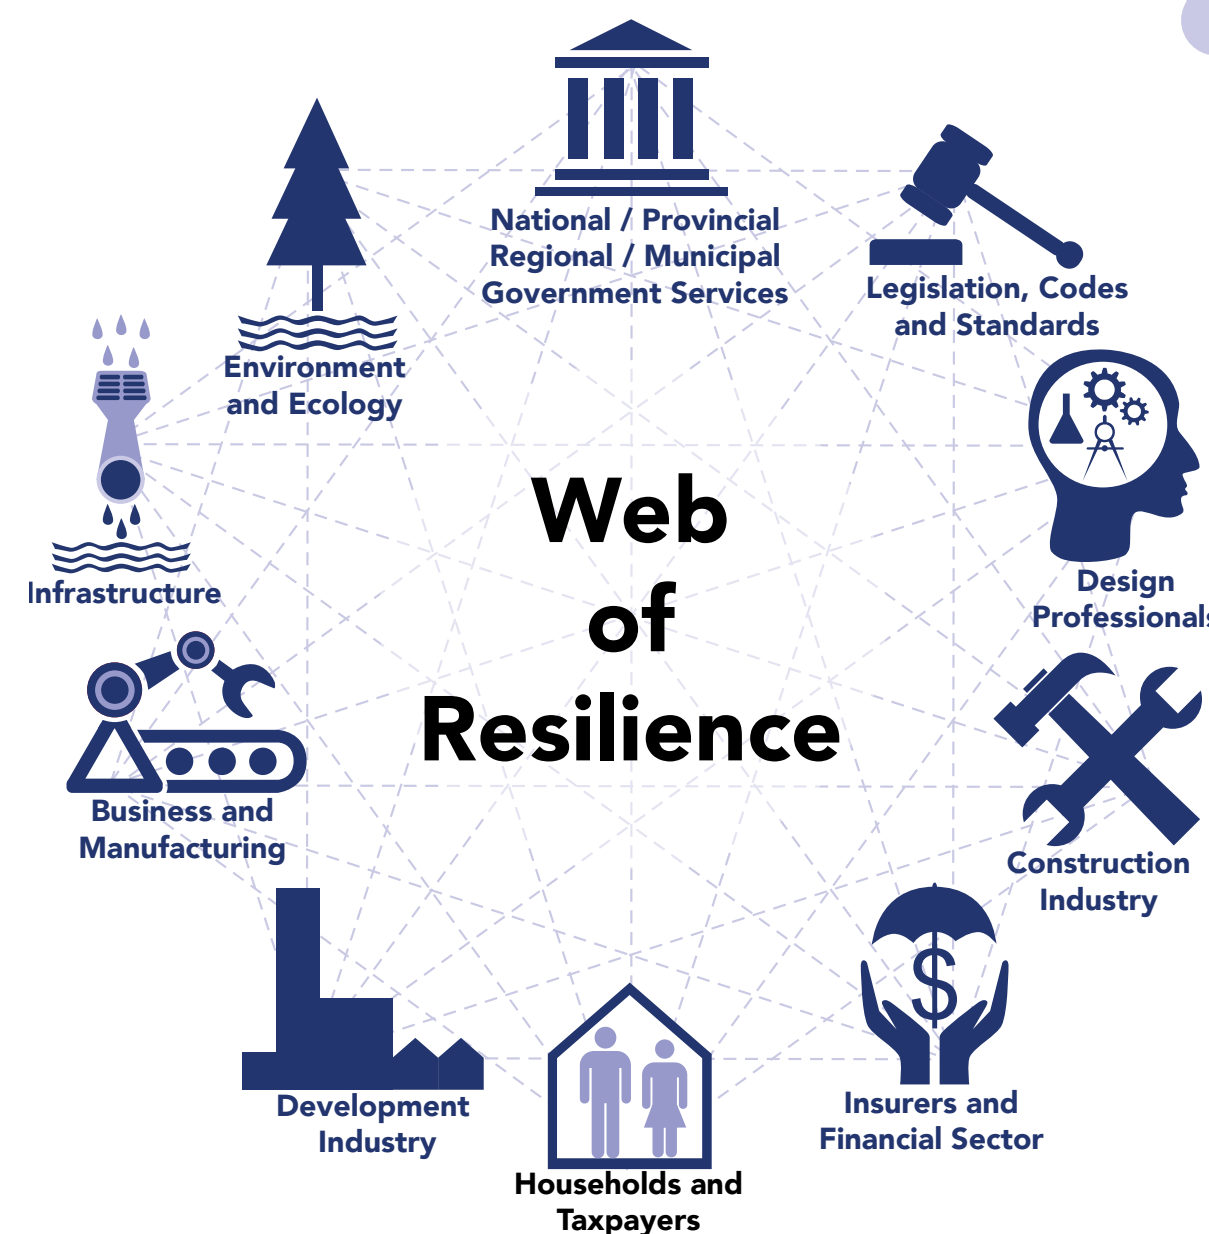 National / Provincial
Regional / Municipal
Government Services
Legislation, Codes
and Standards
Environment
and Ecology
Web
of
Resilience
Design
Professionals
Infrastructure
Business and
Manufacturing
Construction
Industry
Development
Industry
$
Insurers and
Financial Sector
Households and
Taxpayers